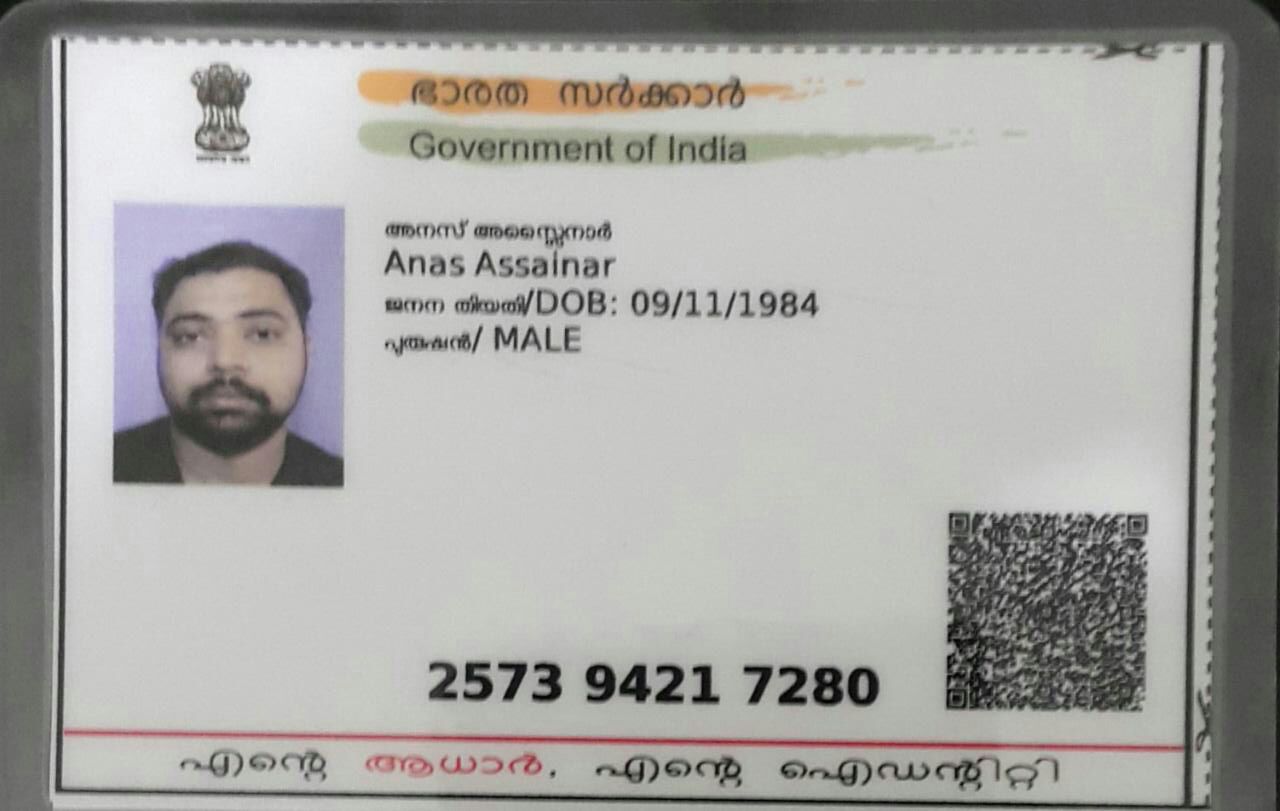 ഭാരത സർക്കാർ
Government of India
അനസ് അസ്സൈനാർ
Anas Assainar
ജനന തിയതി/DOB: 09/11/1984
പുരുഷൻ/ MALE
2573 9421 7280
എന്റെ ആധാർ, എന്റെ ഐഡന്റിറ്റി